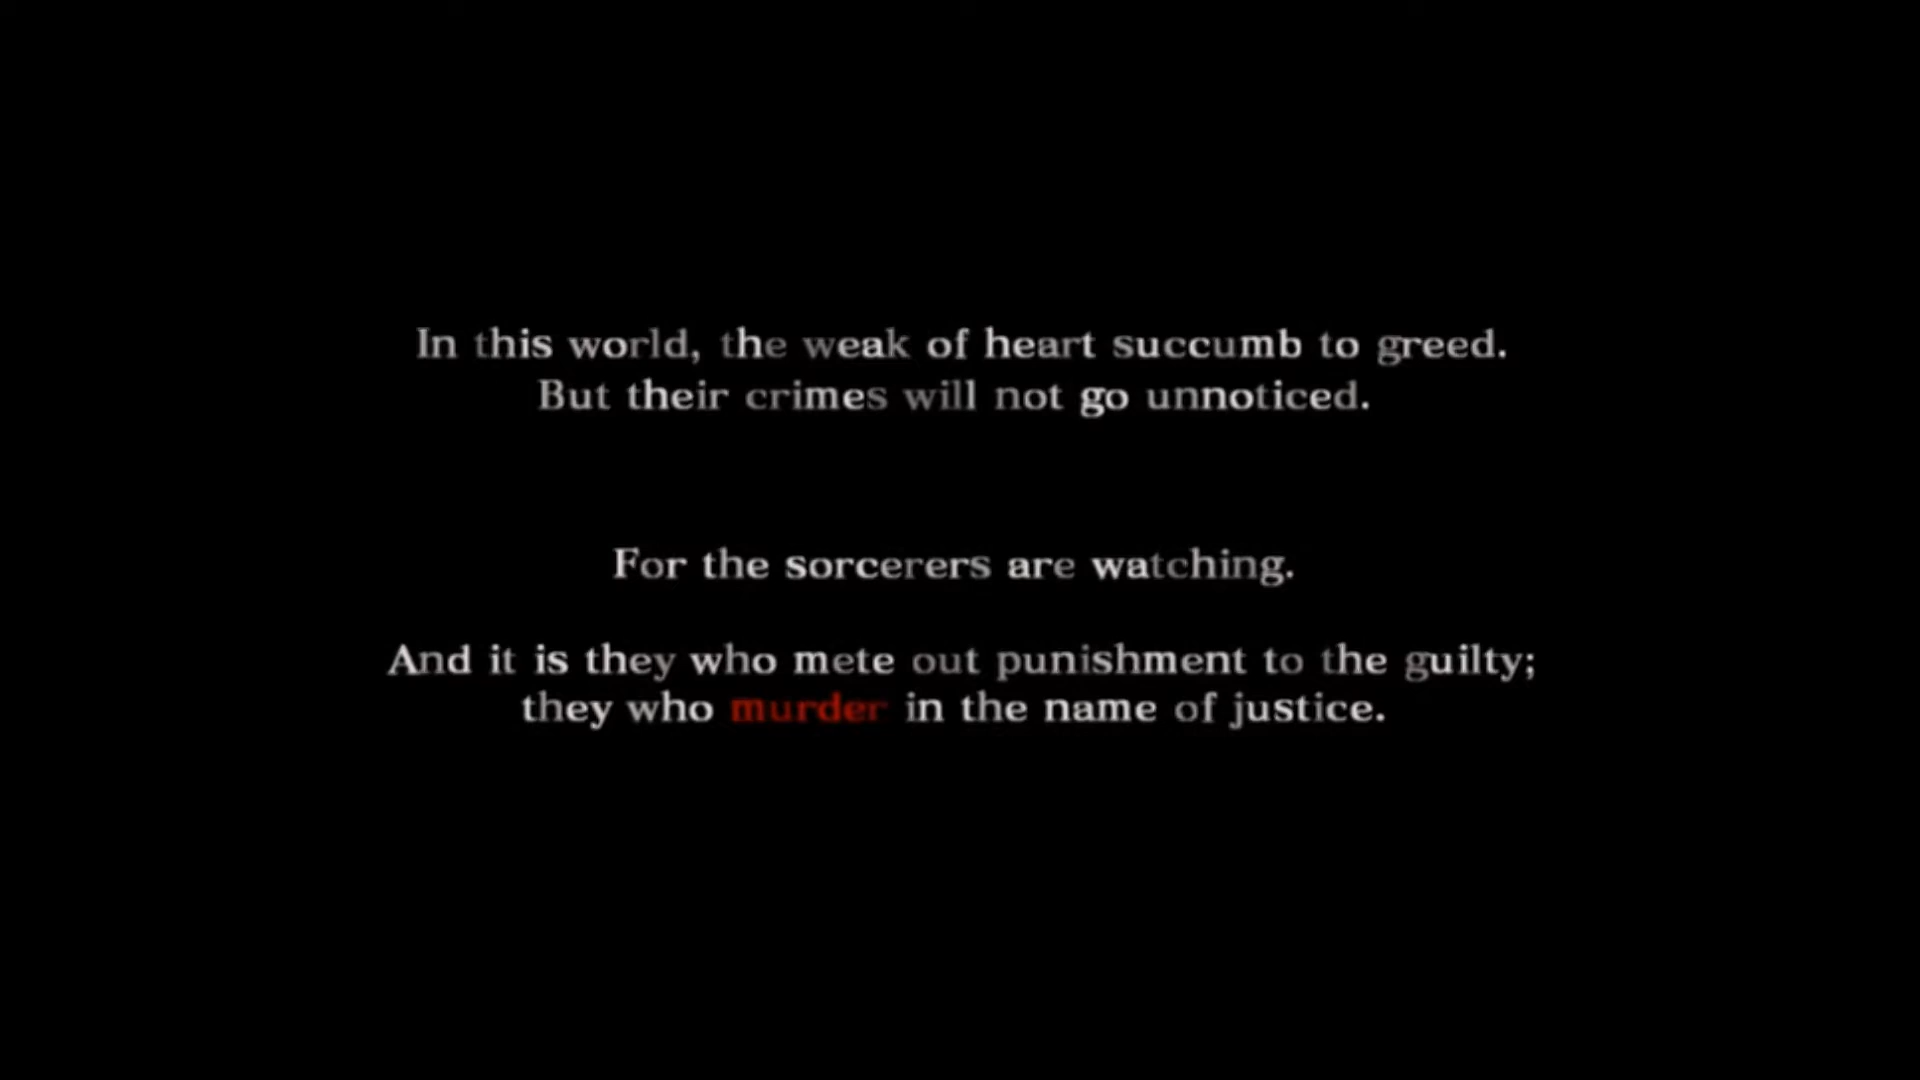 In this world, the weak of heart succumb to greed.
But their crimes will not go unnoticed.
For the sorcerers are watching.
And it is they who mete out punishment to the guilty;
they who murder in the name of justice.